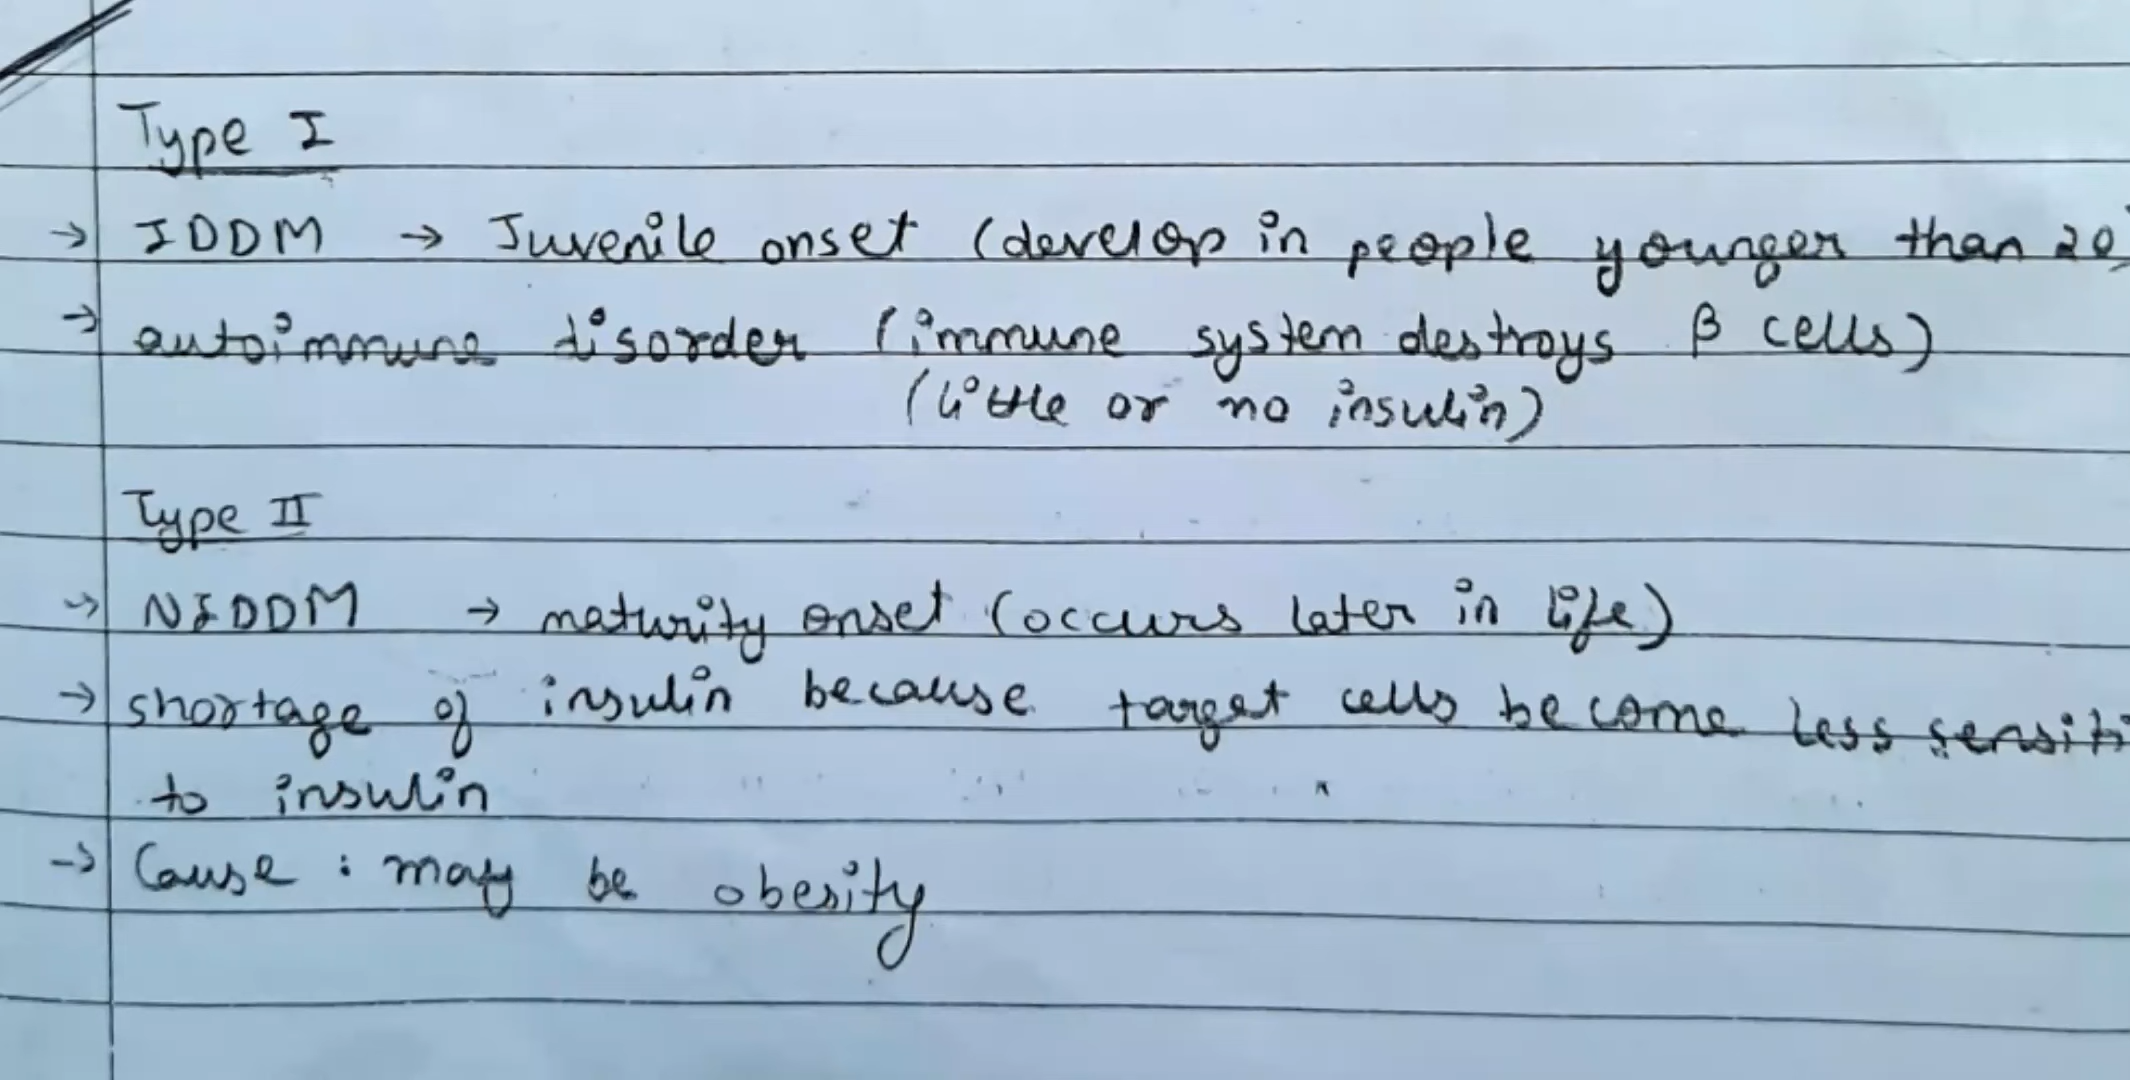 Type I
→ IDDM → Juvenile onset (develop in people younger than 20
→ autoimmune disorder (immune system destroys β cells)
(little or no insulin)
Type II
→ NIDDM → maturity onset (occurs later in life)
→ shortage of insulin because target cells become less sensiti
to insulin
→ Cause : may be obesity